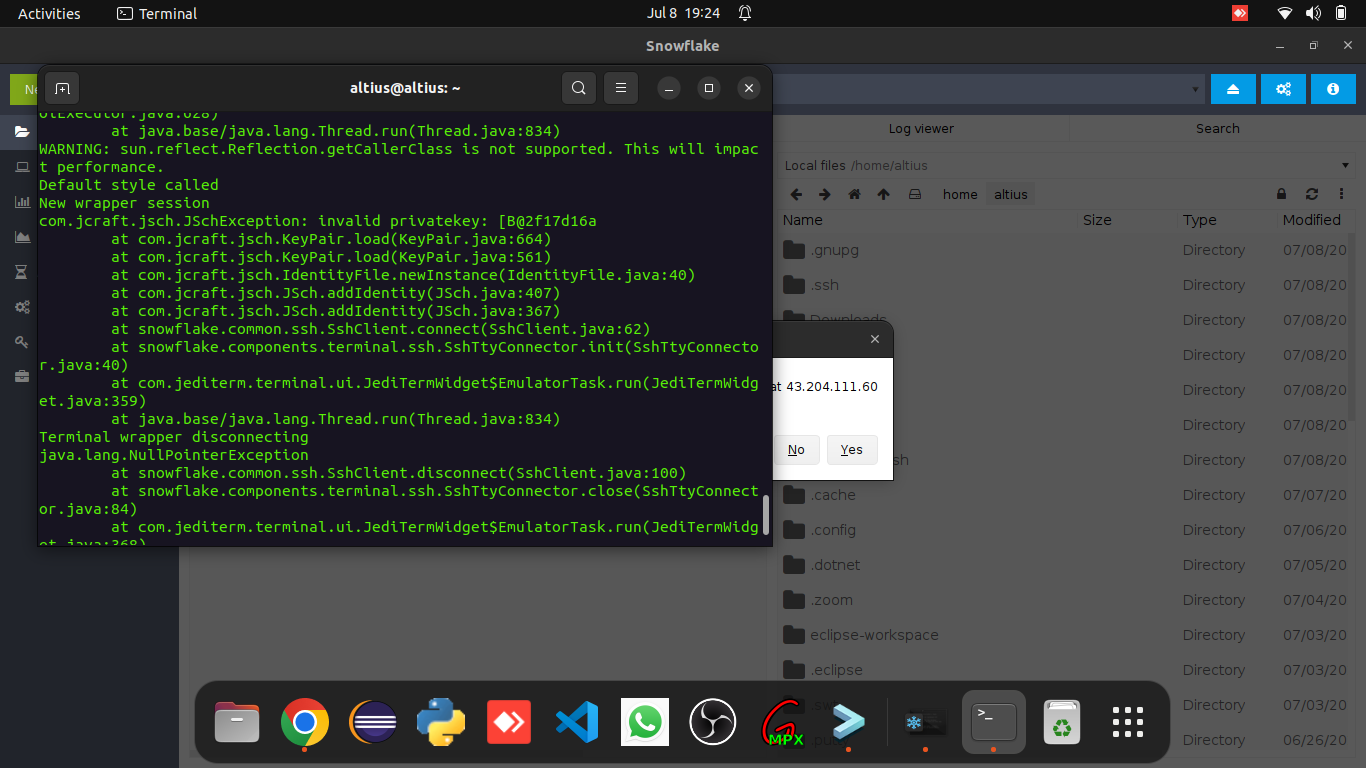 Activities
Terminal
Jul 8 19:24
Snowflake
altius@altius: ~
at java.base/java.lang.Thread.run(Thread.java:834)
WARNING: sun.reflect.Reflection.getCallerClass is not supported. This will impac
t performance.
Default style called
New wrapper session
com.jcraft.jsch.JSchException: invalid privatekey: [B@2f17d16a
at com.jcraft.jsch.KeyPair.load(KeyPair.java:664)
at com.jcraft.jsch.KeyPair.load(KeyPair.java:561)
at com.jcraft.jsch.IdentityFile.newInstance(IdentityFile.java:40)
at com.jcraft.jsch.JSch.addIdentity(JSch.java:407)
at com.jcraft.jsch.JSch.addIdentity(JSch.java:367)
at snowflake.common.ssh.SshClient.connect(SshClient.java:62)
at snowflake.components.terminal.ssh.SshTtyConnector.init(SshTtyConnecto
r.java:40)
at com.jediterm.terminal.ui.JediTermWidget$EmulatorTask.run(JediTermWidg
et.java:359)
at java.base/java.lang.Thread.run(Thread.java:834)
Terminal wrapper disconnecting
java.lang.NullPointerException
at snowflake.common.ssh.SshClient.disconnect(SshClient.java:100)
at snowflake.components.terminal.ssh.SshTtyConnector.close(SshTtyConnect
or.java:84)
at com.jediterm.terminal.ui.JediTermWidget$EmulatorTask.run(JediTermWidg
et.java:368)
at 43.204.111.60
No
Yes
Log viewer
Search
Local files /home/altius
home
altius
Name Size Type Modified
.gnupg Directory 07/08/20
.ssh Directory 07/08/20
Downloads Directory 07/08/20
Directory 07/08/20
Directory 07/08/20
Directory 07/08/20
sh Directory 07/08/20
.cache Directory 07/07/20
.config Directory 07/06/20
.dotnet Directory 07/05/20
.zoom Directory 07/04/20
eclipse-workspace Directory 07/03/20
.eclipse Directory 07/03/20
Directory 07/03/20
Directory 06/26/20
MPX